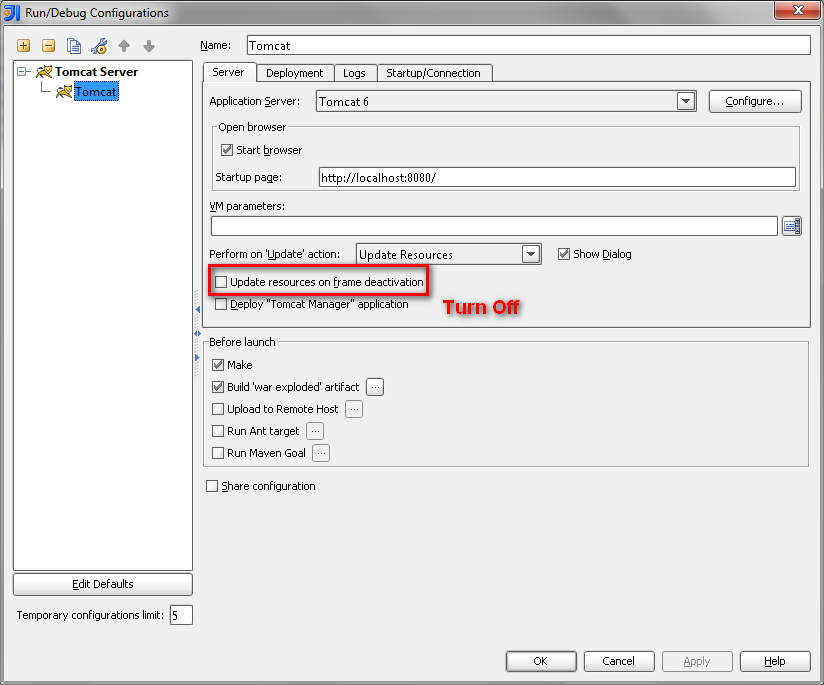 Run/Debug Configurations
Name: Tomcat
Tomcat Server
Tomcat
Server Deployment Logs Startup/Connection
Application Server: Tomcat 6 Configure...
Open browser
Start browser
Startup page: http://localhost:8080/
VM parameters:
Perform on 'Update' action: Update Resources Show Dialog
Update resources on frame deactivation
Deploy "Tomcat Manager" application
Turn Off
Before launch
Make
Build 'war exploded' artifact ...
Upload to Remote Host ...
Run Ant target ...
Run Maven Goal ...
Share configuration
Edit Defaults
Temporary configurations limit: 5
OK Cancel Apply Help